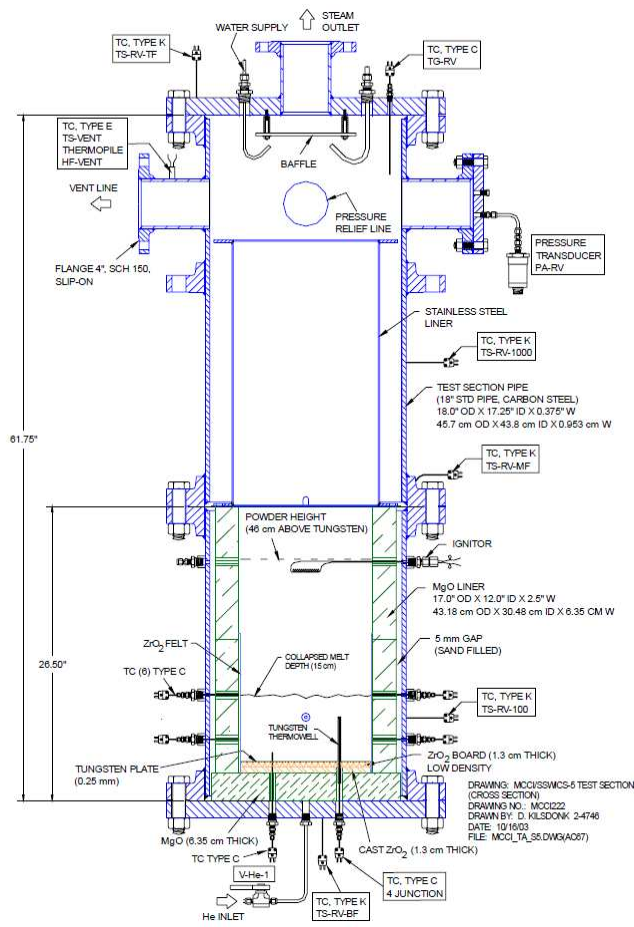 STEAM
OUTLET
WATER SUPPLY
TC, TYPE K
TS-RV-TF
TC, TYPE C
TG-RV
TC, TYPE E
TS-VENT
THERMOPILE
HF-VENT
BAFFLE
VENT LINE
PRESSURE
RELIEF LINE
PRESSURE
TRANSDUCER
PA-RV
FLANGE 4", SCH 150,
SLIP-ON
STAINLESS STEEL
LINER
TC, TYPE K
TS-RV-1000
61.75"
TEST SECTION PIPE
(18" STD PIPE, CARBON STEEL)
18.0" OD X 17.25" ID X 0.375" W
45.7 cm OD X 43.8 cm ID X 0.953 cm W
TC, TYPE K
TS-RV-MF
POWDER HEIGHT
(46 cm ABOVE TUNGSTEN)
IGNITOR
MgO LINER
17.0" OD X 12.0" ID X 2.5" W
43.18 cm OD X 30.48 cm ID X 6.35 CM W
26.50"
ZrO2 FELT
5 mm GAP
(SAND FILLED)
COLLAPSED MELT
DEPTH (15 cm)
TC (6) TYPE C
TC, TYPE K
TS-RV-100
TUNGSTEN
THERMOWELL
TUNGSTEN PLATE
(0.25 mm)
ZrO2 BOARD (1.3 cm THICK)
LOW DENSITY
DRAWING: MCCI/SSWICS-5 TEST SECTION
(CROSS SECTION)
DRAWING NO.: MCCI222
DRAWN BY: D. KILSDONK 2-4746
DATE: 10/16/03
FILE: MCCI_TA_S5.DWG(AC67)
MgO (6.35 cm THICK)
CAST ZrO2 (1.3 cm THICK)
TC TYPE C
V-He-1
TC, TYPE C
4 JUNCTION
TC, TYPE K
TS-RV-BF
He INLET